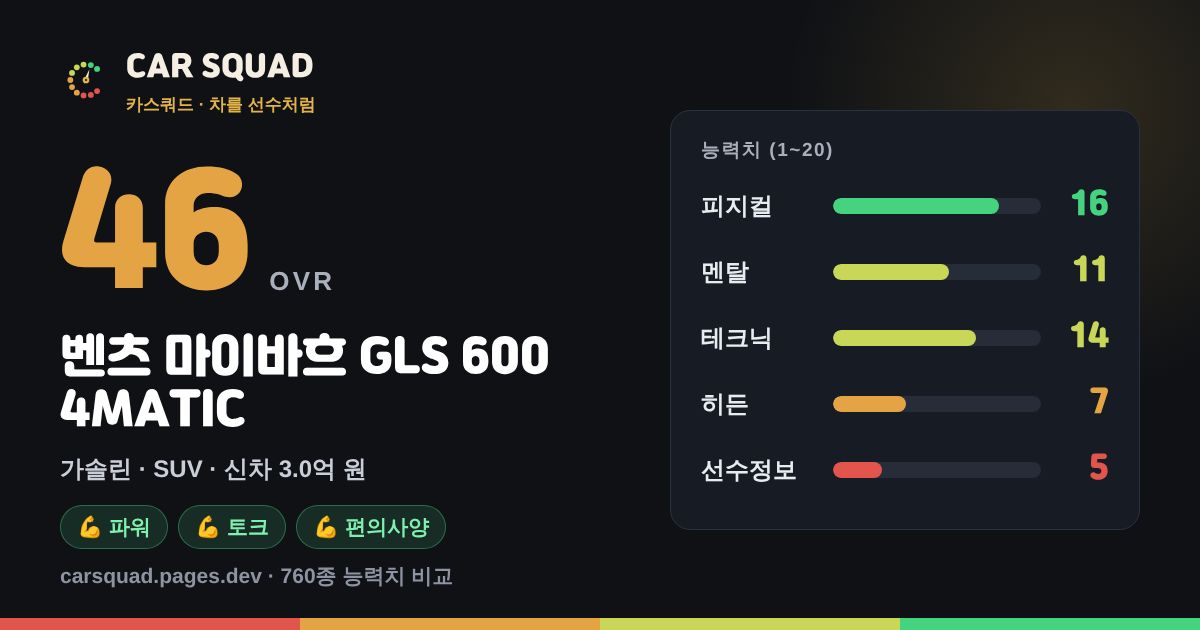 CAR SQUAD
카스쿼드 · 차를 선수처럼
46 OVR
벤츠 마이바흐 GLS 600
4MATIC
가솔린 · SUV · 신차 3.0억 원
💪 파워 💪 토크 💪 편의사양
carsquad.pages.dev · 760종 능력치 비교
능력치 (1~20)
피지컬 16
멘탈 11
테크닉 14
히든 7
선수정보 5